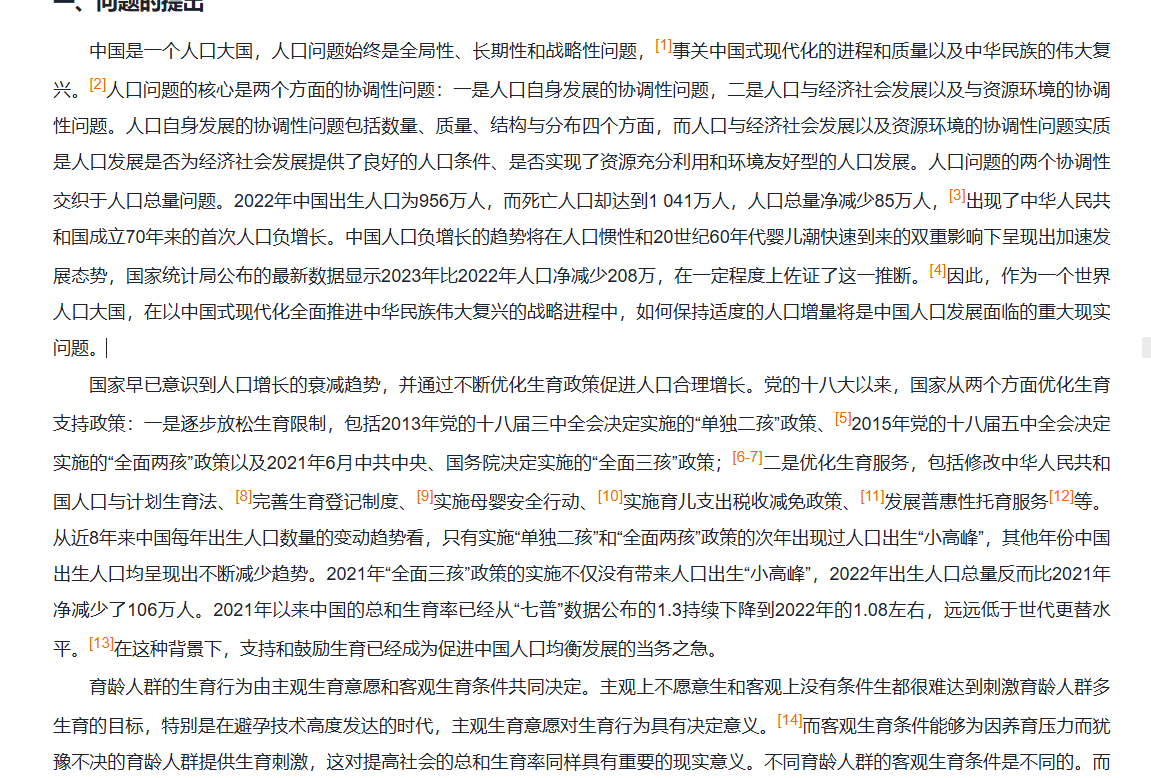 一、问题的提出
中国是一个人口大国，人口问题始终是全局性、长期性和战略性问题，[1]事关中国式现代化的进程和质量以及中华民族的伟大复
兴。[2]人口问题的核心是两个方面的协调性问题：一是人口自身发展的协调性问题，二是人口与经济社会发展以及与资源环境的协调
性问题。人口自身发展的协调性问题包括数量、质量、结构与分布四个方面，而人口与经济社会发展以及资源环境的协调性问题实质
是人口发展是否为经济社会发展提供了良好的人口条件、是否实现了资源充分利用和环境友好型的人口发展。人口问题的两个协调性
交织于人口总量问题。2022年中国出生人口为956万人，而死亡人口却达到1 041万人，人口总量净减少85万人，[3]出现了中华人民共
和国成立70年来的首次人口负增长。中国人口负增长的趋势将在人口惯性和20世纪60年代婴儿潮快速到来的双重影响下呈现出加速发
展态势，国家统计局公布的最新数据显示2023年比2022年人口净减少208万，在一定程度上佐证了这一推断。[4]因此，作为一个世界
人口大国，在以中国式现代化全面推进中华民族伟大复兴的战略进程中，如何保持适度的人口增量将是中国人口发展面临的重大现实
问题。
国家早已意识到人口增长的衰减趋势，并通过不断优化生育政策促进人口合理增长。党的十八大以来，国家从两个方面优化生育
支持政策：一是逐步放松生育限制，包括2013年党的十八届三中全会决定实施的“单独二孩”政策、[5]2015年党的十八届五中全会决定
实施的“全面两孩”政策以及2021年6月中共中央、国务院决定实施的“全面三孩”政策；[6-7]二是优化生育服务，包括修改中华人民共和
国人口与计划生育法、[8]完善生育登记制度、[9]实施母婴安全行动、[10]实施育儿支出税收减免政策、[11]发展普惠性托育服务[12]等。
从近8年来中国每年出生人口数量的变动趋势看，只有实施“单独二孩”和“全面两孩”政策的次年出现过人口出生“小高峰”，其他年份中国
出生人口均呈现出不断减少趋势。2021年“全面三孩”政策的实施不仅没有带来人口出生“小高峰”，2022年出生人口总量反而比2021年
净减少了106万人。2021年以来中国的总和生育率已经从“七普”数据公布的1.3持续下降到2022年的1.08左右，远远低于世代更替水
平。[13]在这种背景下，支持和鼓励生育已经成为促进中国人口均衡发展的当务之急。
育龄人群的生育行为由主观生育意愿和客观生育条件共同决定。主观上不愿意生和客观上没有条件生都很难达到刺激育龄人群多
生育的目标，特别是在避孕技术高度发达的时代，主观生育意愿对生育行为具有决定意义。[14]而客观生育条件能够为因养育压力而犹
豫不决的育龄人群提供生育刺激，这对提高社会的总和生育率同样具有重要的现实意义。不同育龄人群的客观生育条件是不同的。而